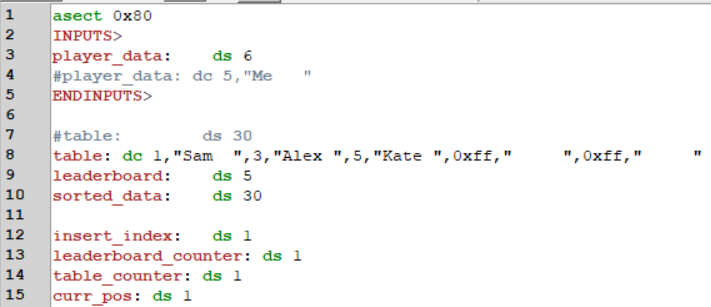 1 asect 0x80
2 INPUTS>
3 player_data:    ds 6
4 #player_data: dc 5,"Me   "
5 ENDINPUTS>
6
7 #table:        ds 30
8 table: dc 1,"Sam  ",3,"Alex ",5,"Kate ",0xff,"     ",0xff,"     "
9 leaderboard:    ds 5
10 sorted_data:    ds 30
11
12 insert_index:   ds 1
13 leaderboard_counter: ds 1
14 table_counter: ds 1
15 curr_pos: ds 1